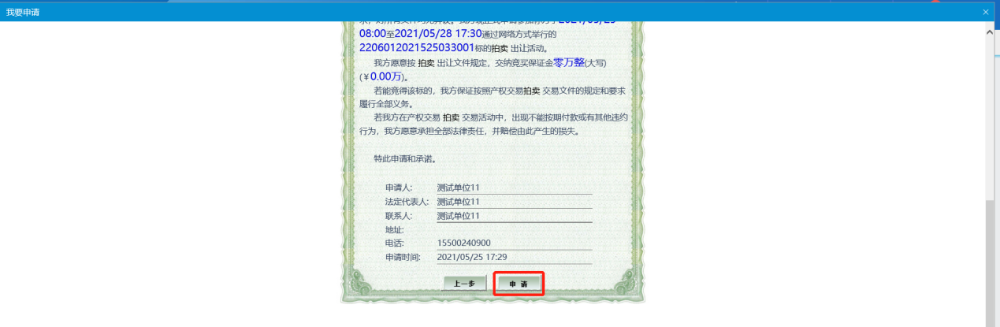 我要申请
08:00至2021/05/28 17:30通过网络方式举行的
2206012021525033001标的拍卖 出让活动。
我方愿意按 拍卖 出让文件规定，交纳竞买保证金零万整(大写)
(￥0.00万)。
若能竞得该标的，我方保证按照产权交易拍卖 交易文件的规定和要求
履行全部义务。
若我方在产权交易 拍卖 交易活动中，出现不能按期付款或有其他违约
行为，我方愿意承担全部法律责任，并赔偿由此产生的损失。
特此申请和承诺。
申请人: 测试单位11
法定代表人: 测试单位11
联系人: 测试单位11
地址:
电话: 15500240900
申请时间: 2021/05/25 17:29
上一步 申 请